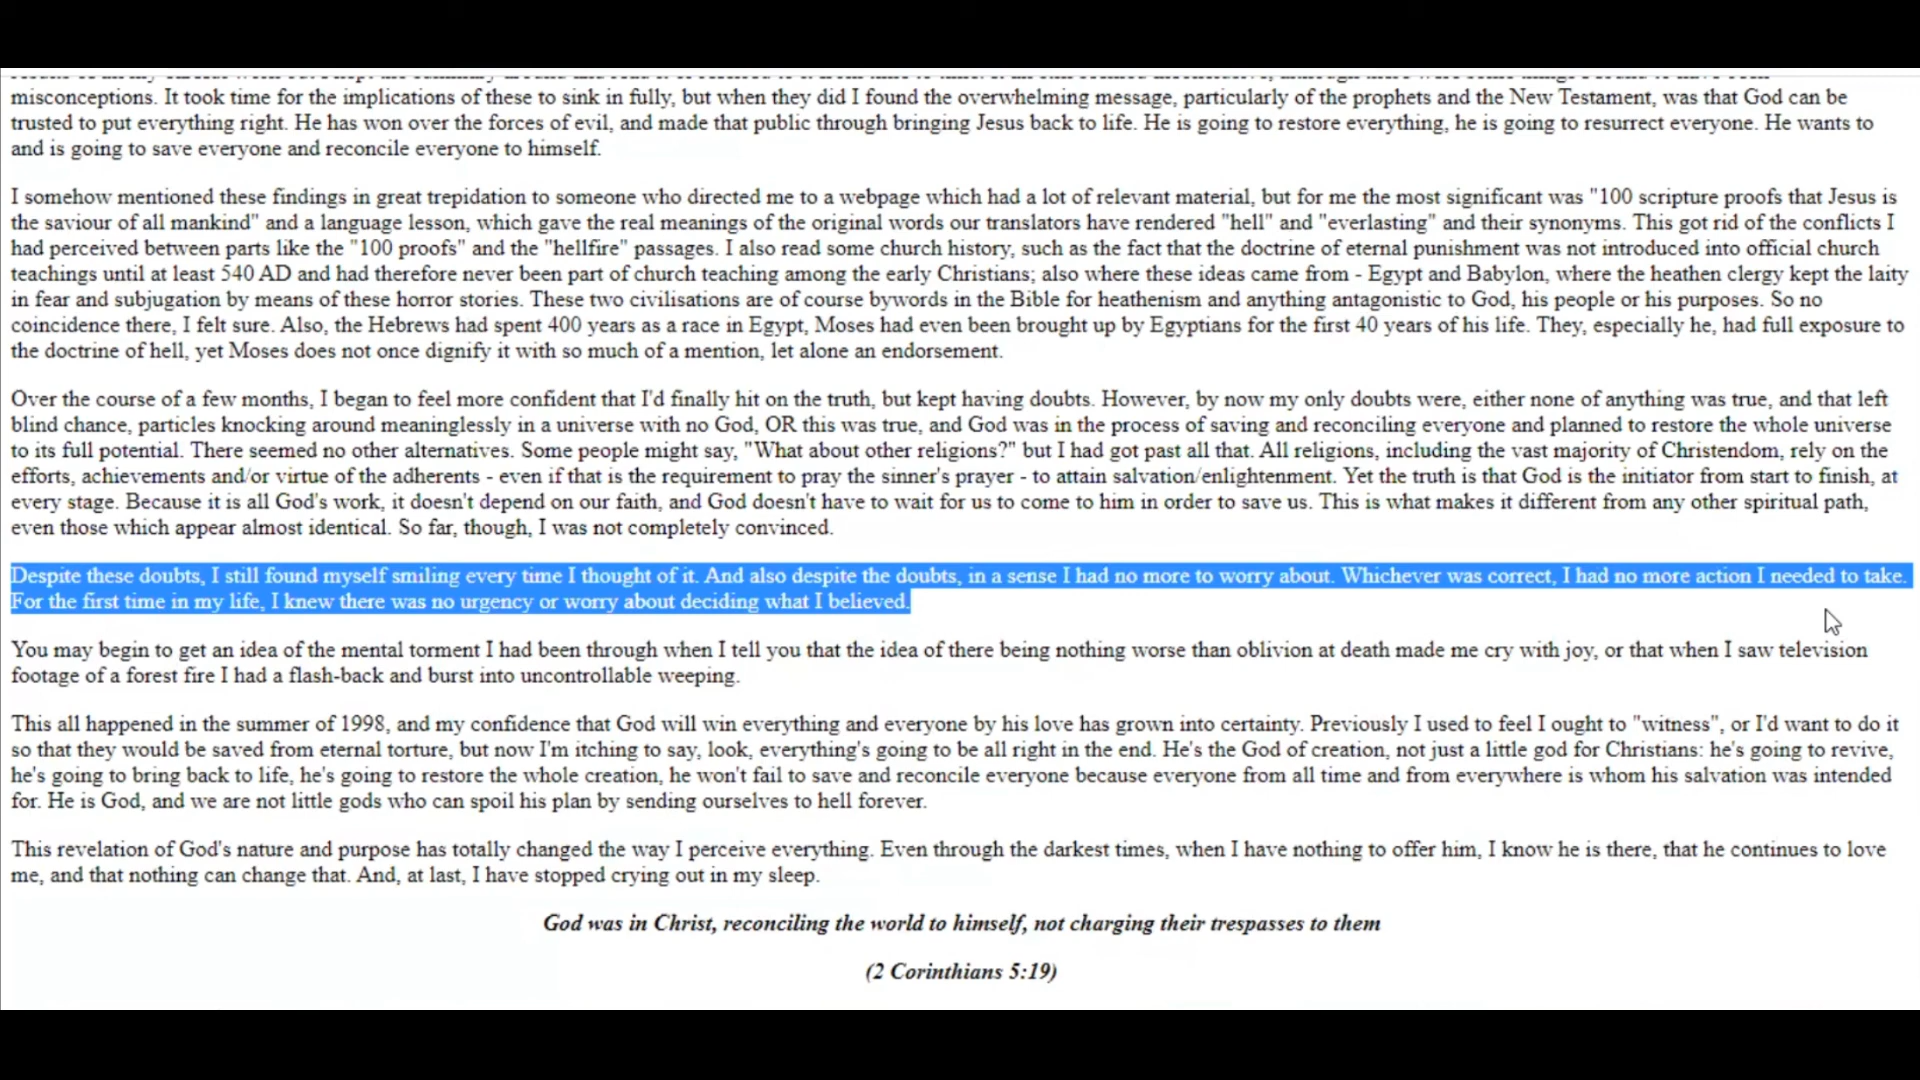 misconceptions. It took time for the implications of these to sink in fully, but when they did I found the overwhelming message, particularly of the prophets and the New Testament, was that God can be
trusted to put everything right. He has won over the forces of evil, and made that public through bringing Jesus back to life. He is going to restore everything, he is going to resurrect everyone. He wants to
and is going to save everyone and reconcile everyone to himself.
I somehow mentioned these findings in great trepidation to someone who directed me to a webpage which had a lot of relevant material, but for me the most significant was "100 scripture proofs that Jesus is
the saviour of all mankind" and a language lesson, which gave the real meanings of the original words our translators have rendered "hell" and "everlasting" and their synonyms. This got rid of the conflicts I
had perceived between parts like the "100 proofs" and the "hellfire" passages. I also read some church history, such as the fact that the doctrine of eternal punishment was not introduced into official church
teachings until at least 540 AD and had therefore never been part of church teaching among the early Christians; also where these ideas came from - Egypt and Babylon, where the heathen clergy kept the laity
in fear and subjugation by means of these horror stories. These two civilisations are of course bywords in the Bible for heathenism and anything antagonistic to God, his people or his purposes. So no
coincidence there, I felt sure. Also, the Hebrews had spent 400 years as a race in Egypt, Moses had even been brought up by Egyptians for the first 40 years of his life. They, especially he, had full exposure to
the doctrine of hell, yet Moses does not once dignify it with so much of a mention, let alone an endorsement.
Over the course of a few months, I began to feel more confident that I'd finally hit on the truth, but kept having doubts. However, by now my only doubts were, either none of anything was true, and that left
blind chance, particles knocking around meaninglessly in a universe with no God, OR this was true, and God was in the process of saving and reconciling everyone and planned to restore the whole universe
to its full potential. There seemed no other alternatives. Some people might say, "What about other religions?" but I had got past all that. All religions, including the vast majority of Christendom, rely on the
efforts, achievements and/or virtue of the adherents - even if that is the requirement to pray the sinner's prayer - to attain salvation/enlightenment. Yet the truth is that God is the initiator from start to finish, at
every stage. Because it is all God's work, it doesn't depend on our faith, and God doesn't have to wait for us to come to him in order to save us. This is what makes it different from any other spiritual path,
even those which appear almost identical. So far, though, I was not completely convinced.
Despite these doubts, I still found myself smiling every time I thought of it. And also despite the doubts, in a sense I had no more to worry about. Whichever was correct, I had no more action I needed to take.
For the first time in my life, I knew there was no urgency or worry about deciding what I believed.
You may begin to get an idea of the mental torment I had been through when I tell you that the idea of there being nothing worse than oblivion at death made me cry with joy, or that when I saw television
footage of a forest fire I had a flash-back and burst into uncontrollable weeping.
This all happened in the summer of 1998, and my confidence that God will win everything and everyone by his love has grown into certainty. Previously I used to feel I ought to "witness", or I'd want to do it
so that they would be saved from eternal torture, but now I'm itching to say, look, everything's going to be all right in the end. He's the God of creation, not just a little god for Christians: he's going to revive,
he's going to bring back to life, he's going to restore the whole creation, he won't fail to save and reconcile everyone because everyone from all time and from everywhere is whom his salvation was intended
for. He is God, and we are not little gods who can spoil his plan by sending ourselves to hell forever.
This revelation of God's nature and purpose has totally changed the way I perceive everything. Even through the darkest times, when I have nothing to offer him, I know he is there, that he continues to love
me, and that nothing can change that. And, at last, I have stopped crying out in my sleep.
God was in Christ, reconciling the world to himself, not charging their trespasses to them
(2 Corinthians 5:19)